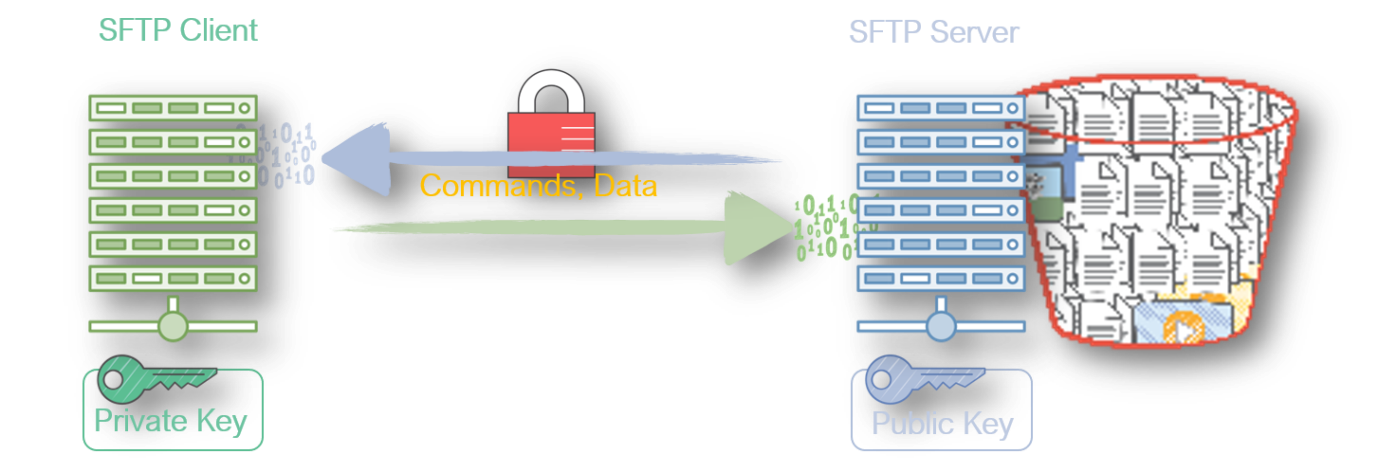 SFTP Client
SFTP Server
Commands, Data
Private Key
Public Key